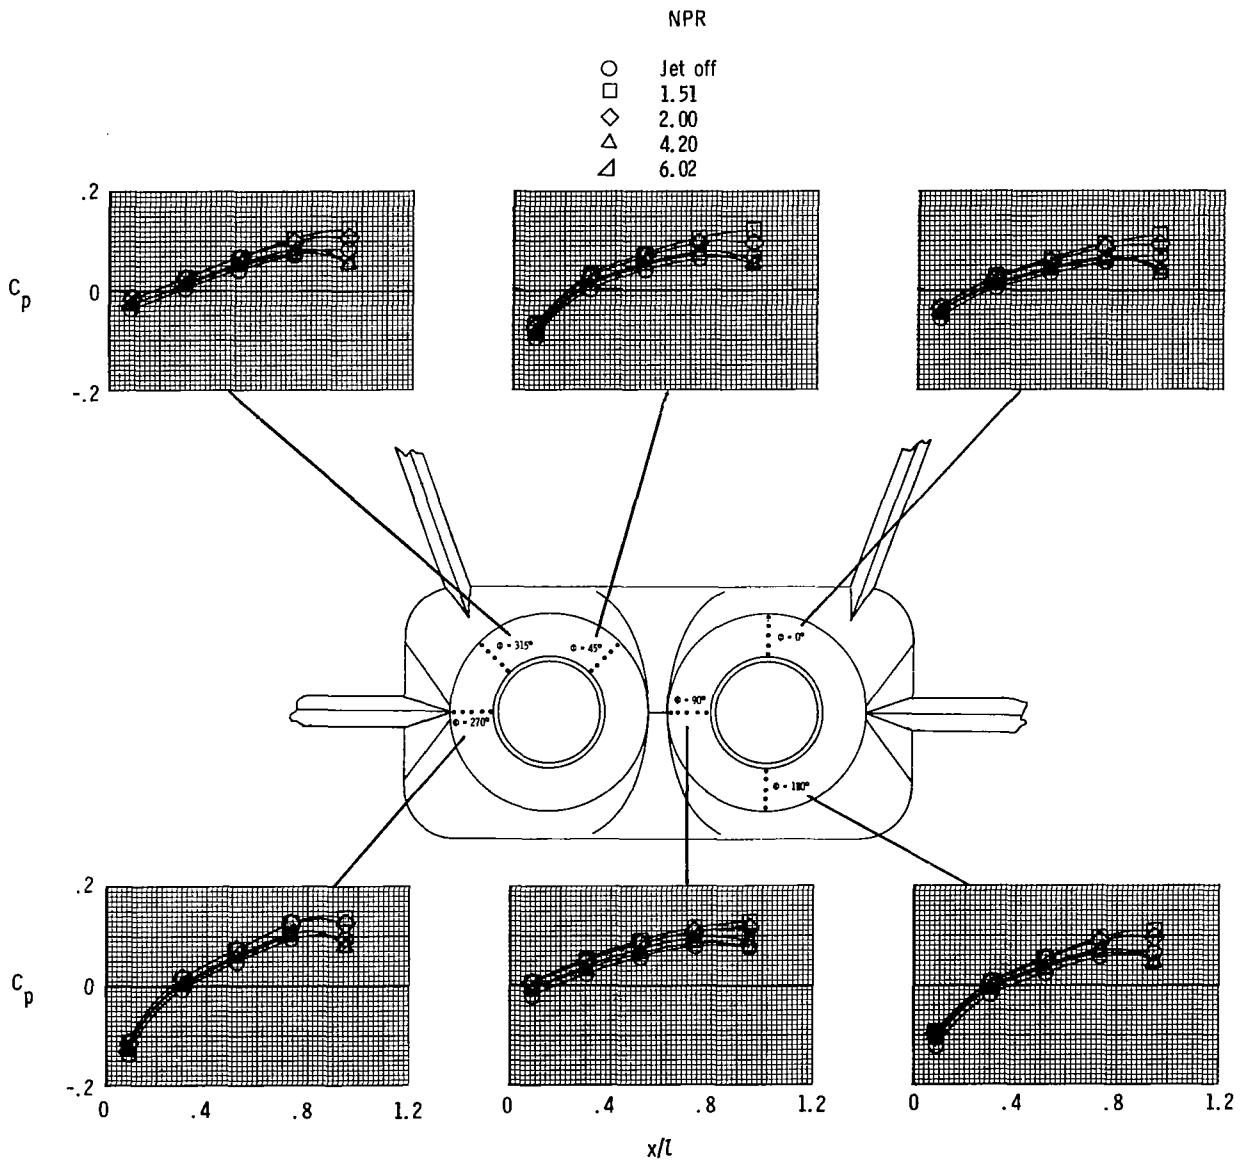 NPR
Jet off
1.51
2.00
4.20
6.02
.2
C_p
0
-.2
Φ = 315°
Φ = 45°
Φ = 0°
Φ = 270°
Φ = 90°
Φ = 180°
.2
C_p
0
-.2
0 .4 .8 1.2
0 .4 .8 1.2
0 .4 .8 1.2
x/l